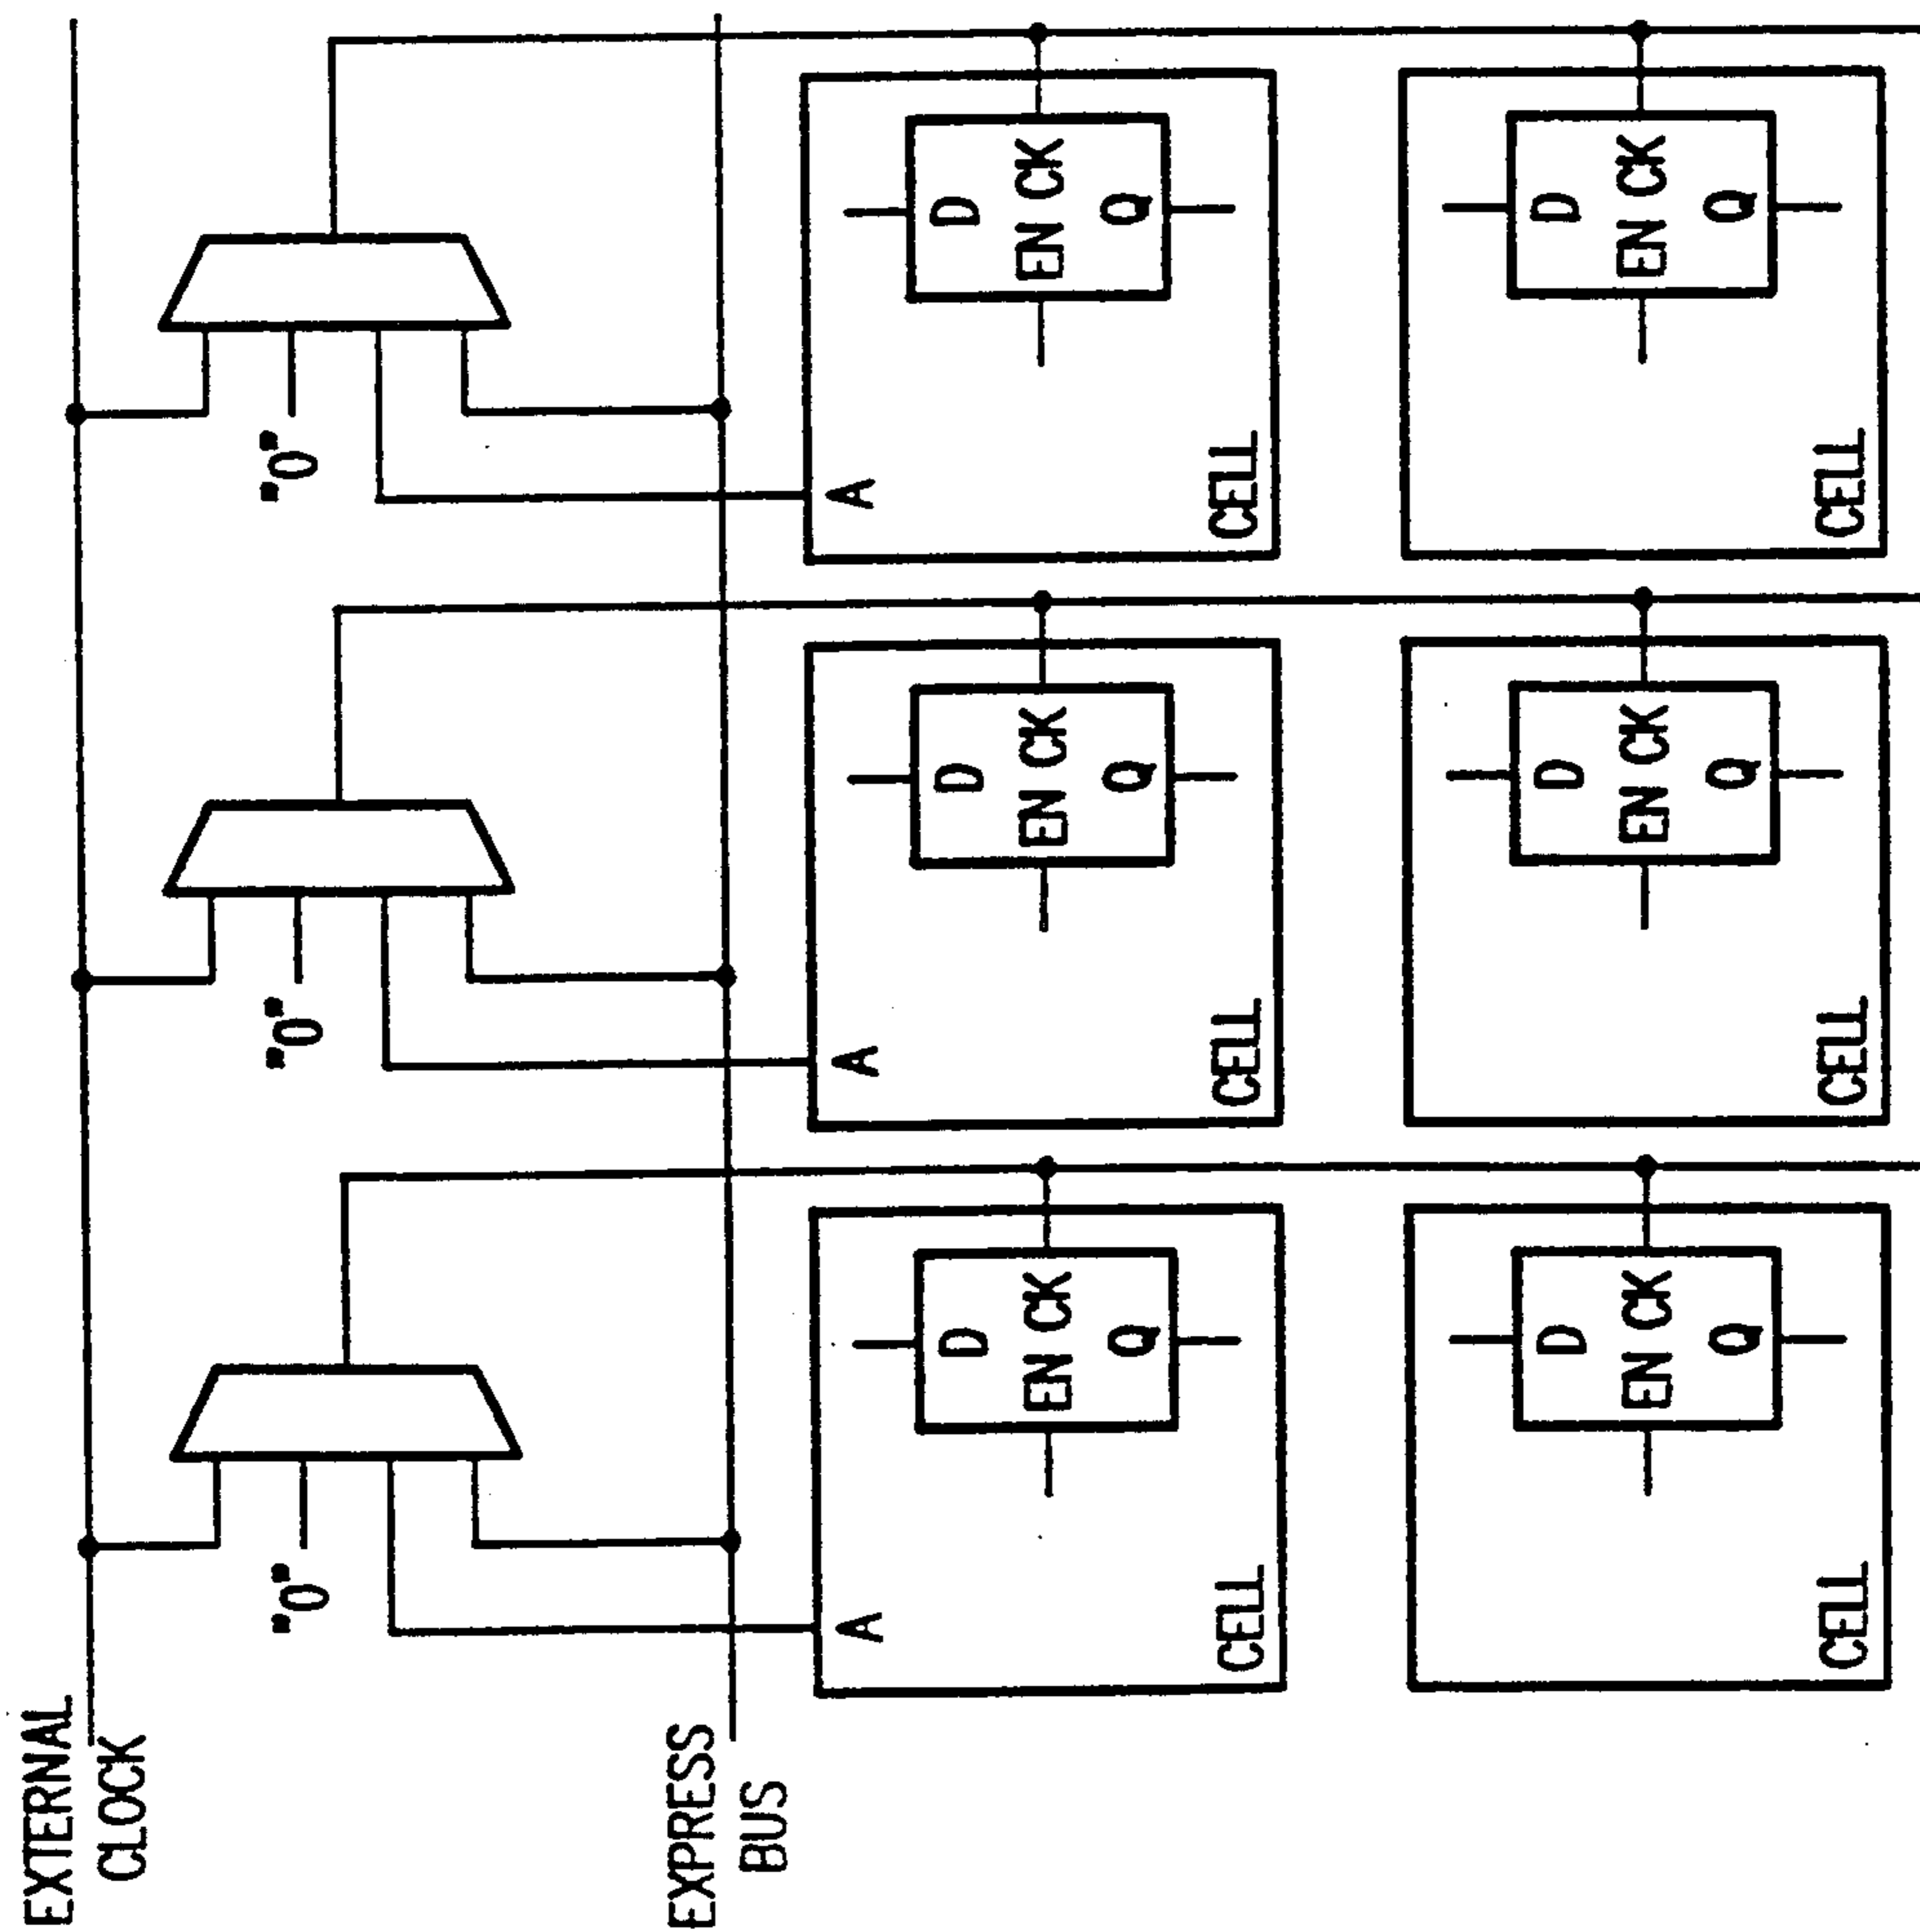 EXTERNAL
CLOCK
"0"
"0"
"0"
EXPRESS
BUS
A
A
A
D
D
D
EN CK
EN CK
EN CK
Q
Q
Q
CELL
CELL
CELL
D
D
D
EN CK
EN CK
EN CK
Q
Q
Q
CELL
CELL
CELL